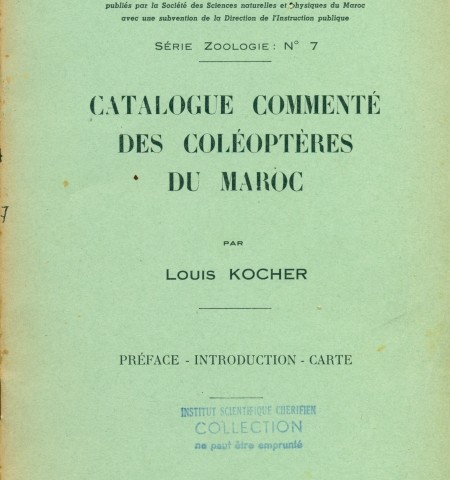 publiés par la Société des Sciences naturelles et physiques du Maroc
avec une subvention de la Direction de l'Instruction publique
SÉRIE ZOOLOGIE: N° 7
CATALOGUE COMMENTÉ
DES COLÉOPTÈRES
DU MAROC
PAR
LOUIS KOCHER
PRÉFACE - INTRODUCTION - CARTE
INSTITUT SCIENTIFIQUE CHERIFIEN
COLLECTION
ne peut être emprunté
7